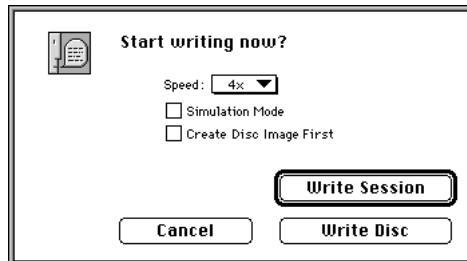 Start writing now?
Speed: 4x
Simulation Mode
Create Disc Image First
Write Session
Cancel Write Disc